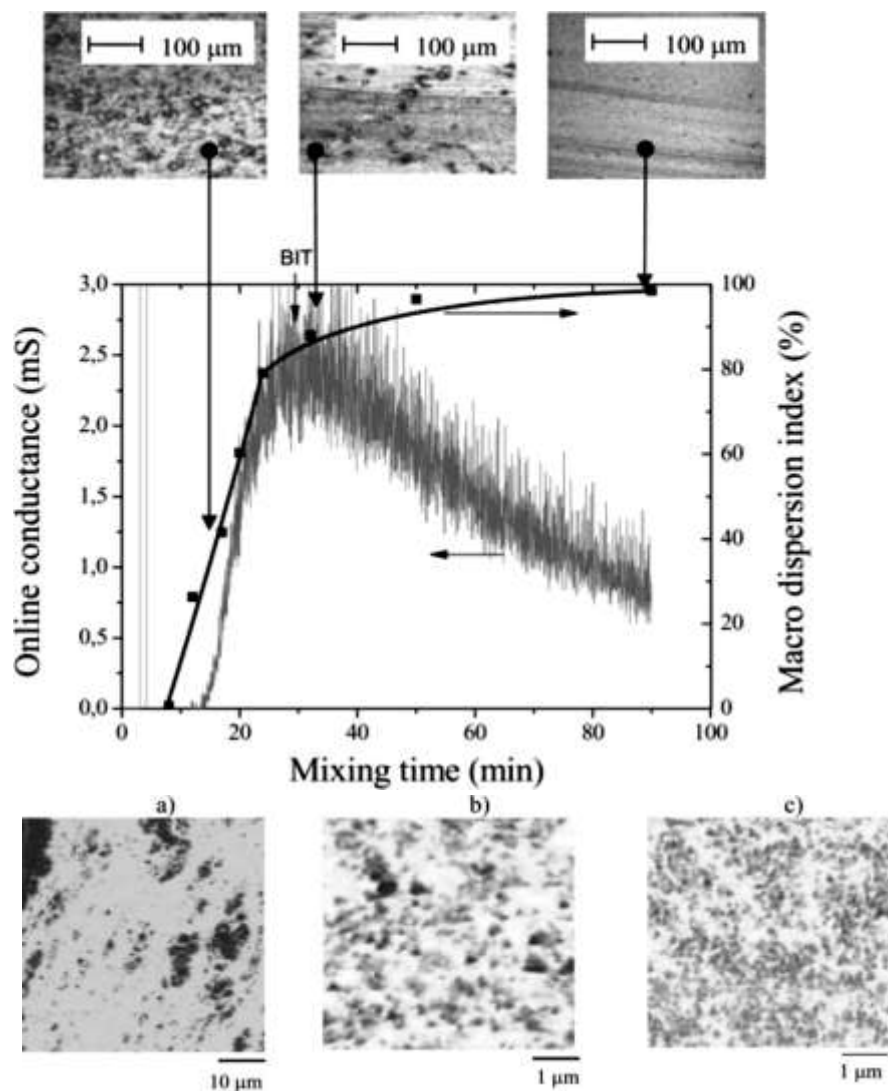 100 μm
100 μm
100 μm
BIT
3,0
2,5
2,0
1,5
1,0
0,5
0,0
Online conductance (mS)
100
80
60
40
20
0
Macro dispersion index (%)
0 20 40 60 80 100
Mixing time (min)
a) b) c)
10 μm 1 μm 1 μm